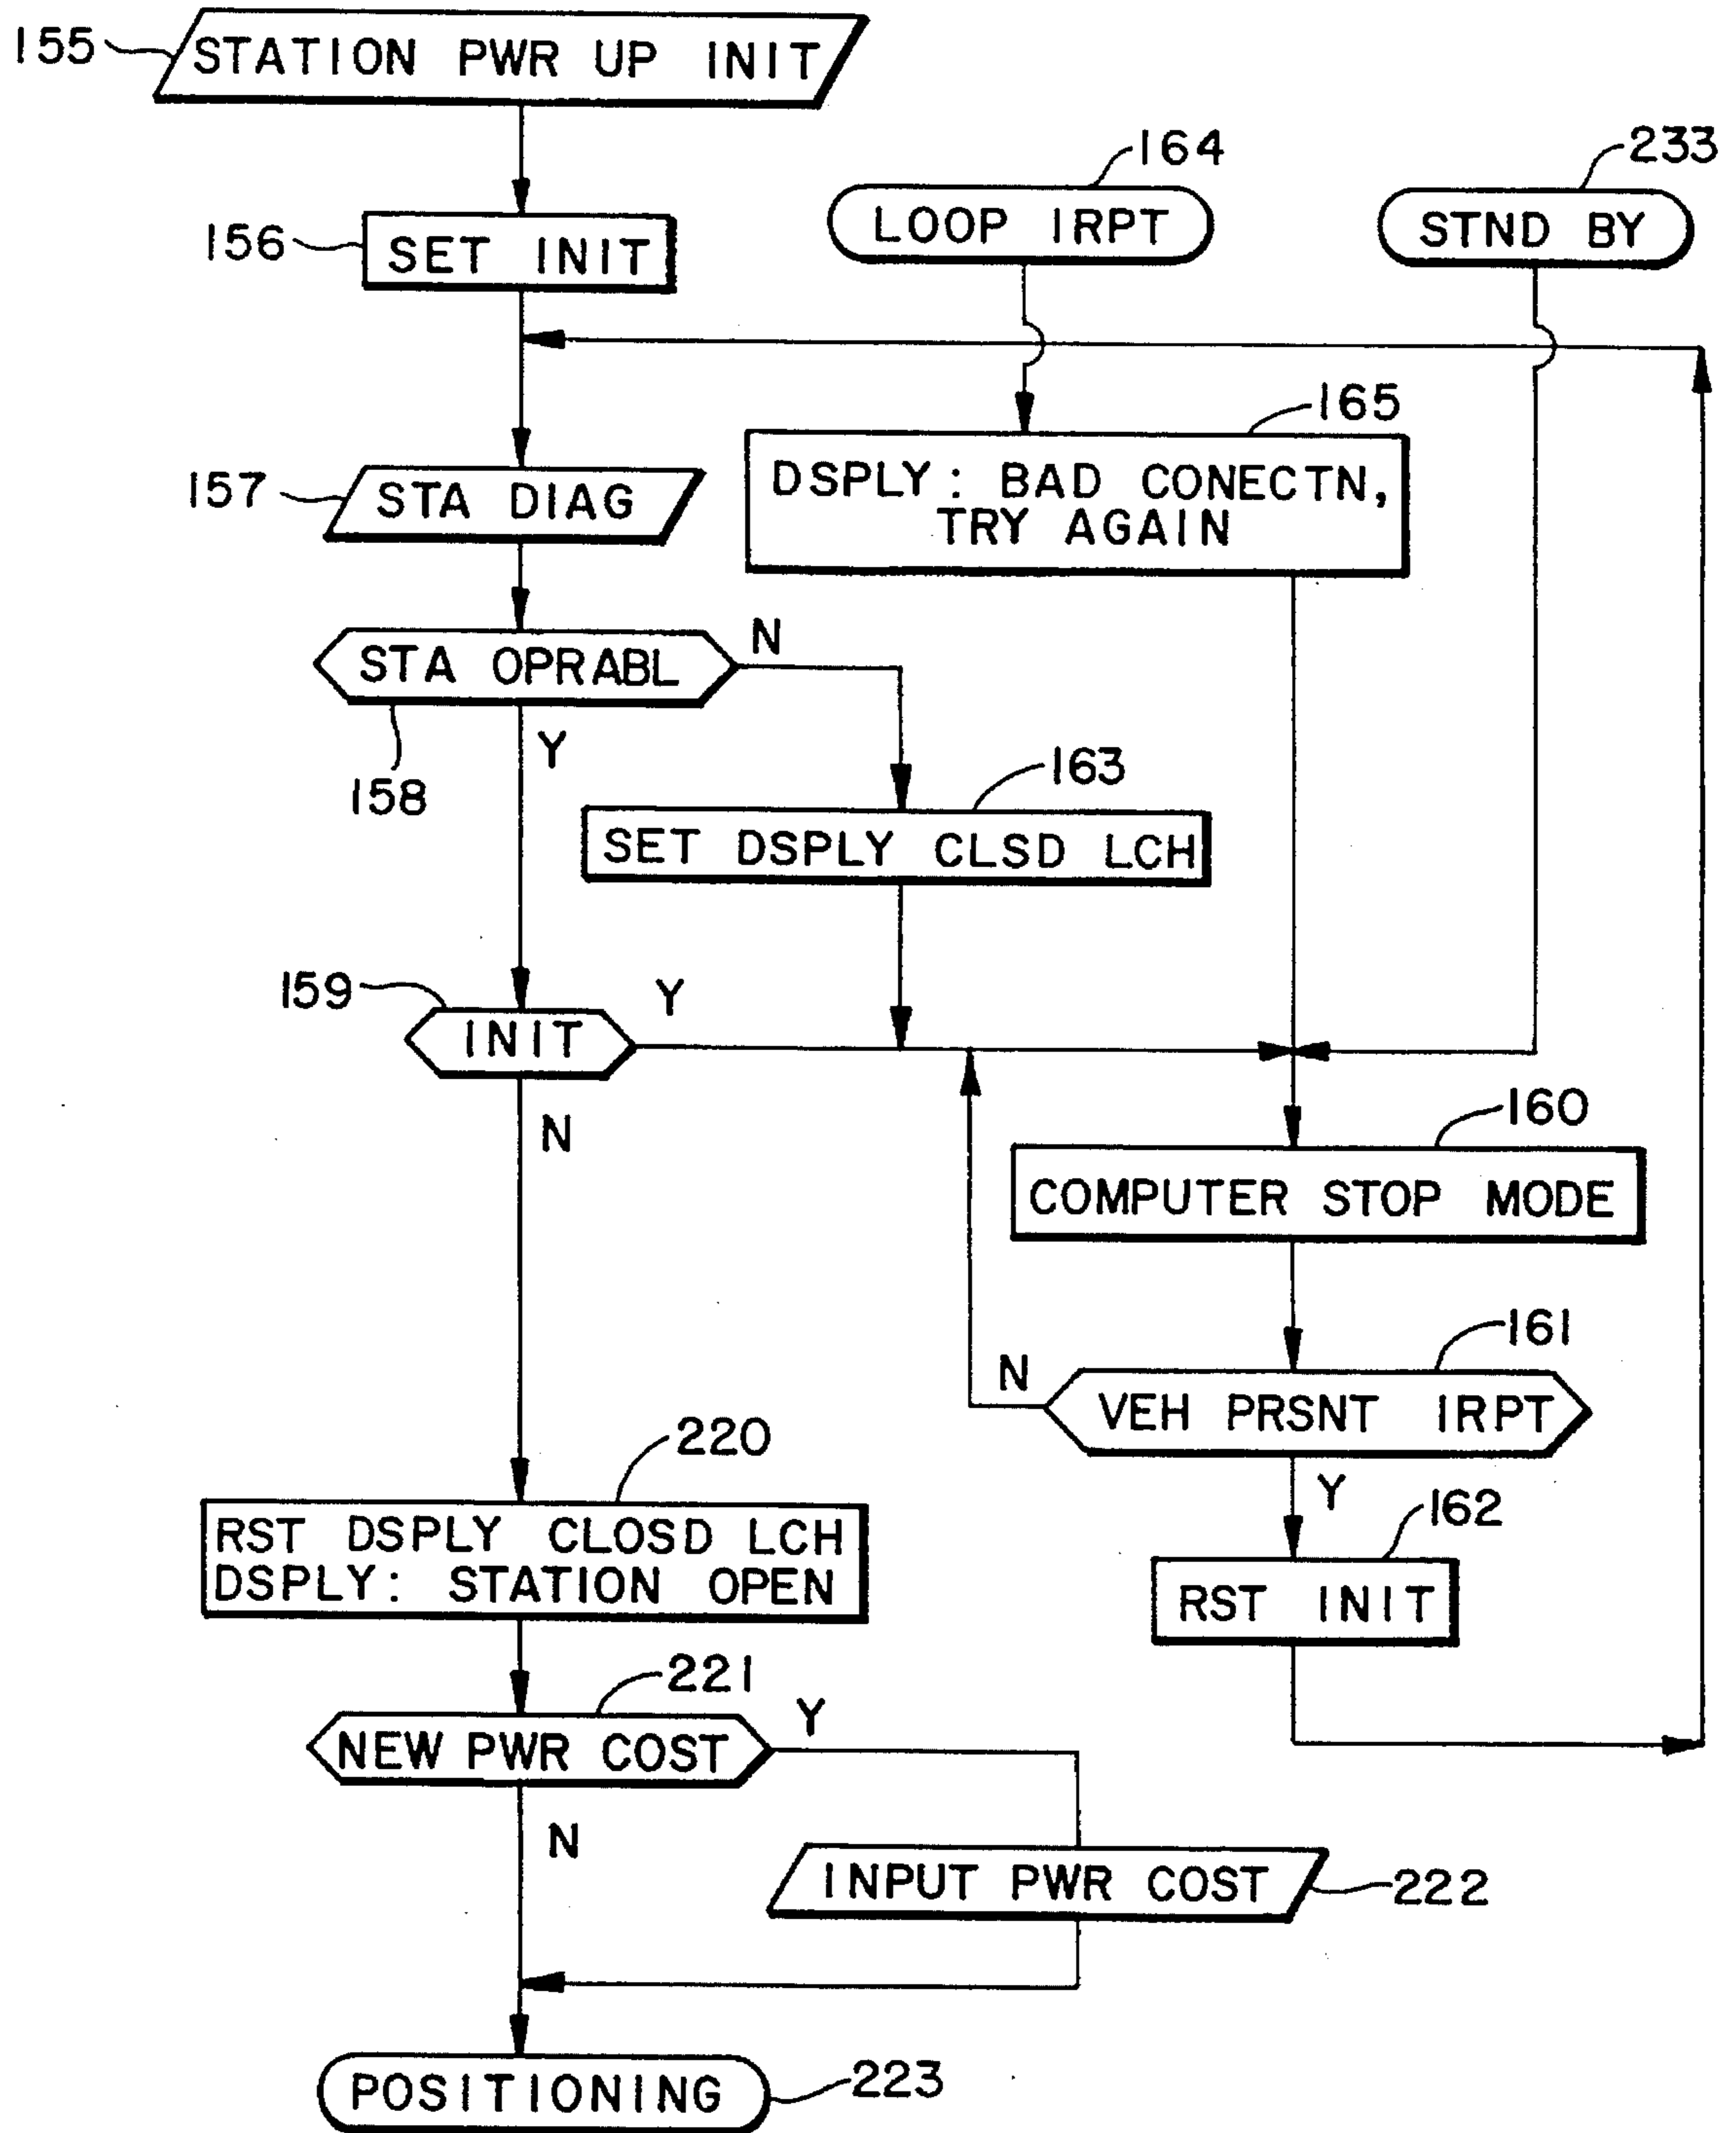 155
STATION PWR UP INIT
164
233
156
SET INIT
LOOP IRPT
STND BY
165
157
STA DIAG
DSPLY: BAD CONECTN,
TRY AGAIN
STA OPRABL
N
158
Y
163
SET DSPLY CLSD LCH
159
INIT
Y
N
160
COMPUTER STOP MODE
161
N
VEH PRSNT IRPT
Y
220
RST DSPLY CLOSD LCH
DSPLY: STATION OPEN
162
RST INIT
221
NEW PWR COST
Y
N
INPUT PWR COST
222
POSITIONING
223